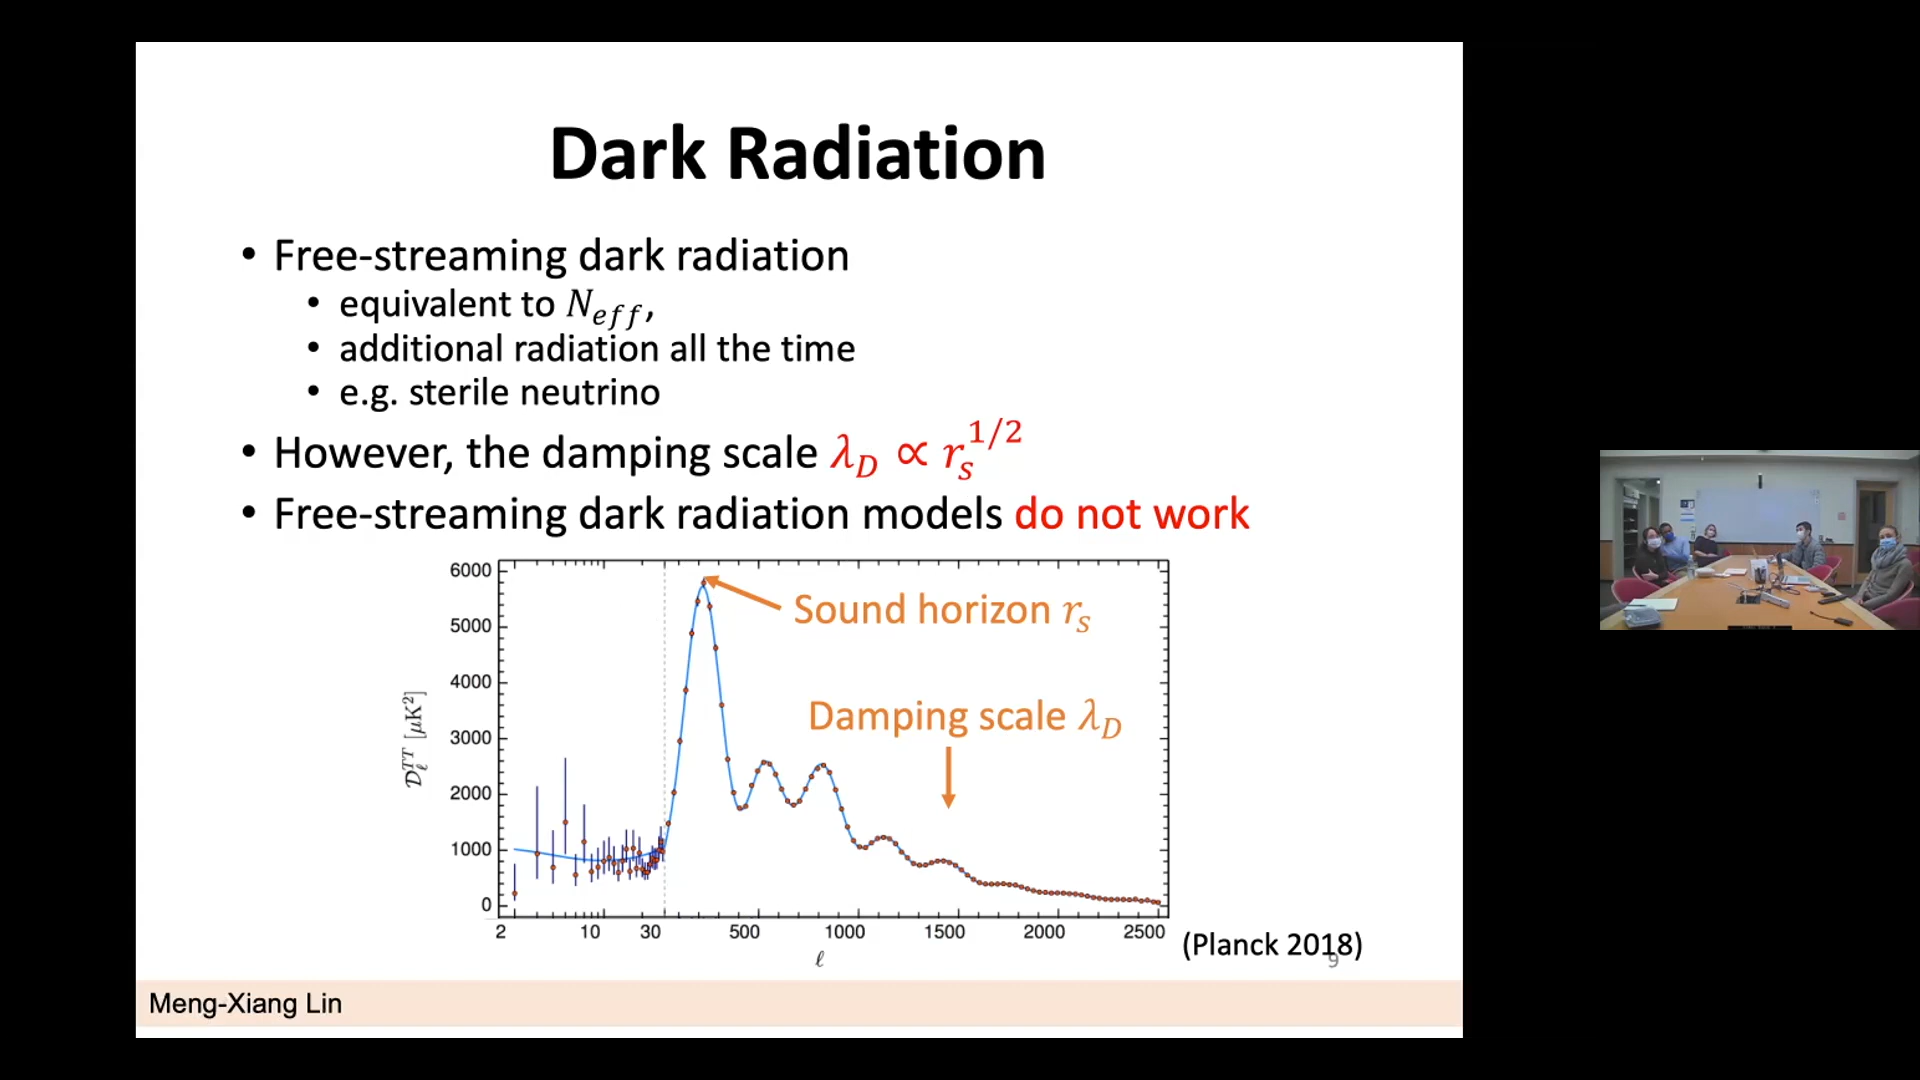 Dark Radiation
• Free-streaming dark radiation
• equivalent to N_eff,
• additional radiation all the time
• e.g. sterile neutrino
• However, the damping scale λ_D ∝ r_s^{1/2}
• Free-streaming dark radiation models do not work
6000
5000
4000
3000
2000
1000
0
D_ℓ^{TT} [μK²]
Sound horizon r_s
Damping scale λ_D
2 10 30 500 1000 1500 2000 2500
ℓ
(Planck 2018)
9
Meng-Xiang Lin